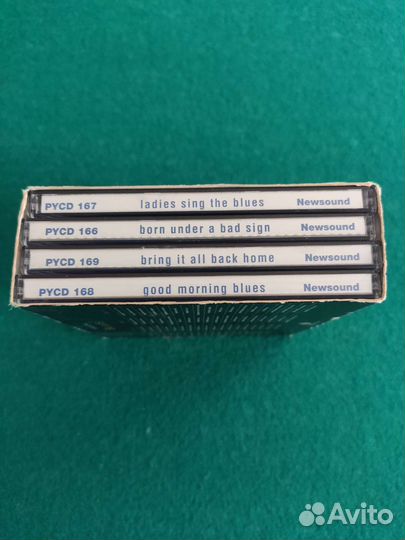 PYCD 167 ladies sing the blues Newsound
PYCD 166 born under a bad sign Newsound
PYCD 169 bring it all back home Newsound
PYCD 168 good morning blues Newsound
Avito